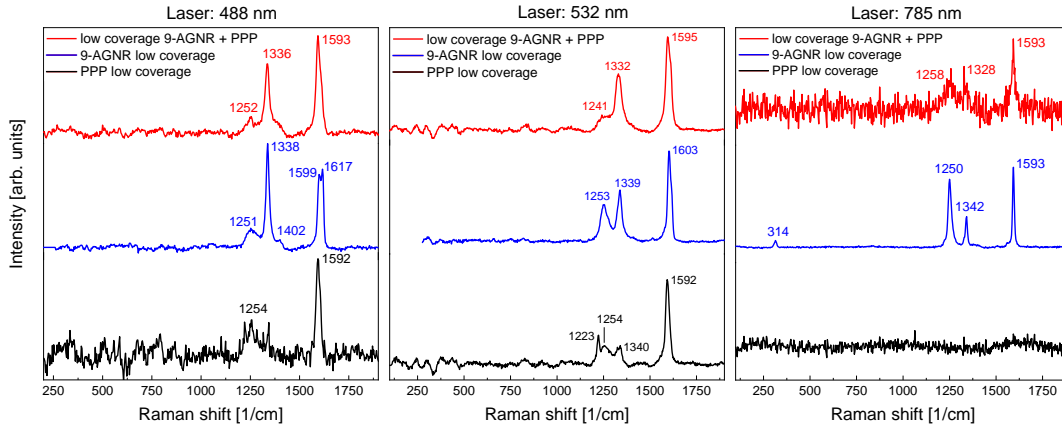 Laser: 488 nm
low coverage 9-AGNR + PPP
9-AGNR low coverage
PPP low coverage
1593
1336
1252
1338
1617
1599
1251
1402
1592
1254
250 500 750 1000 1250 1500 1750
Raman shift [1/cm]
Intensity [arb. units]
Laser: 532 nm
low coverage 9-AGNR + PPP
9-AGNR low coverage
PPP low coverage
1595
1332
1241
1603
1339
1253
1592
1254
1223
1340
250 500 750 1000 1250 1500 1750
Raman shift [1/cm]
Laser: 785 nm
low coverage 9-AGNR + PPP
9-AGNR low coverage
PPP low coverage
1593
1258
1328
1250
1593
1342
314
250 500 750 1000 1250 1500 1750
Raman shift [1/cm]